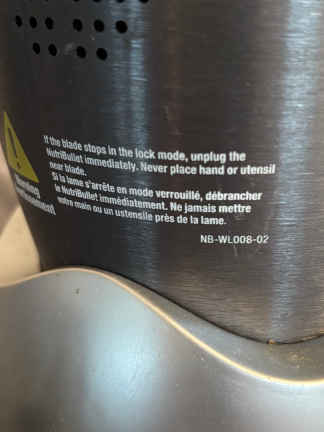 If the blade stops in the lock mode, unplug the
NutriBullet immediately. Never place hand or utensil
near blade.
Si la lame s'arrête en mode verrouillé, débrancher
le NutriBullet immédiatement. Ne jamais mettre
votre main ou un ustensile près de la lame.
Warning
NB-WL008-02